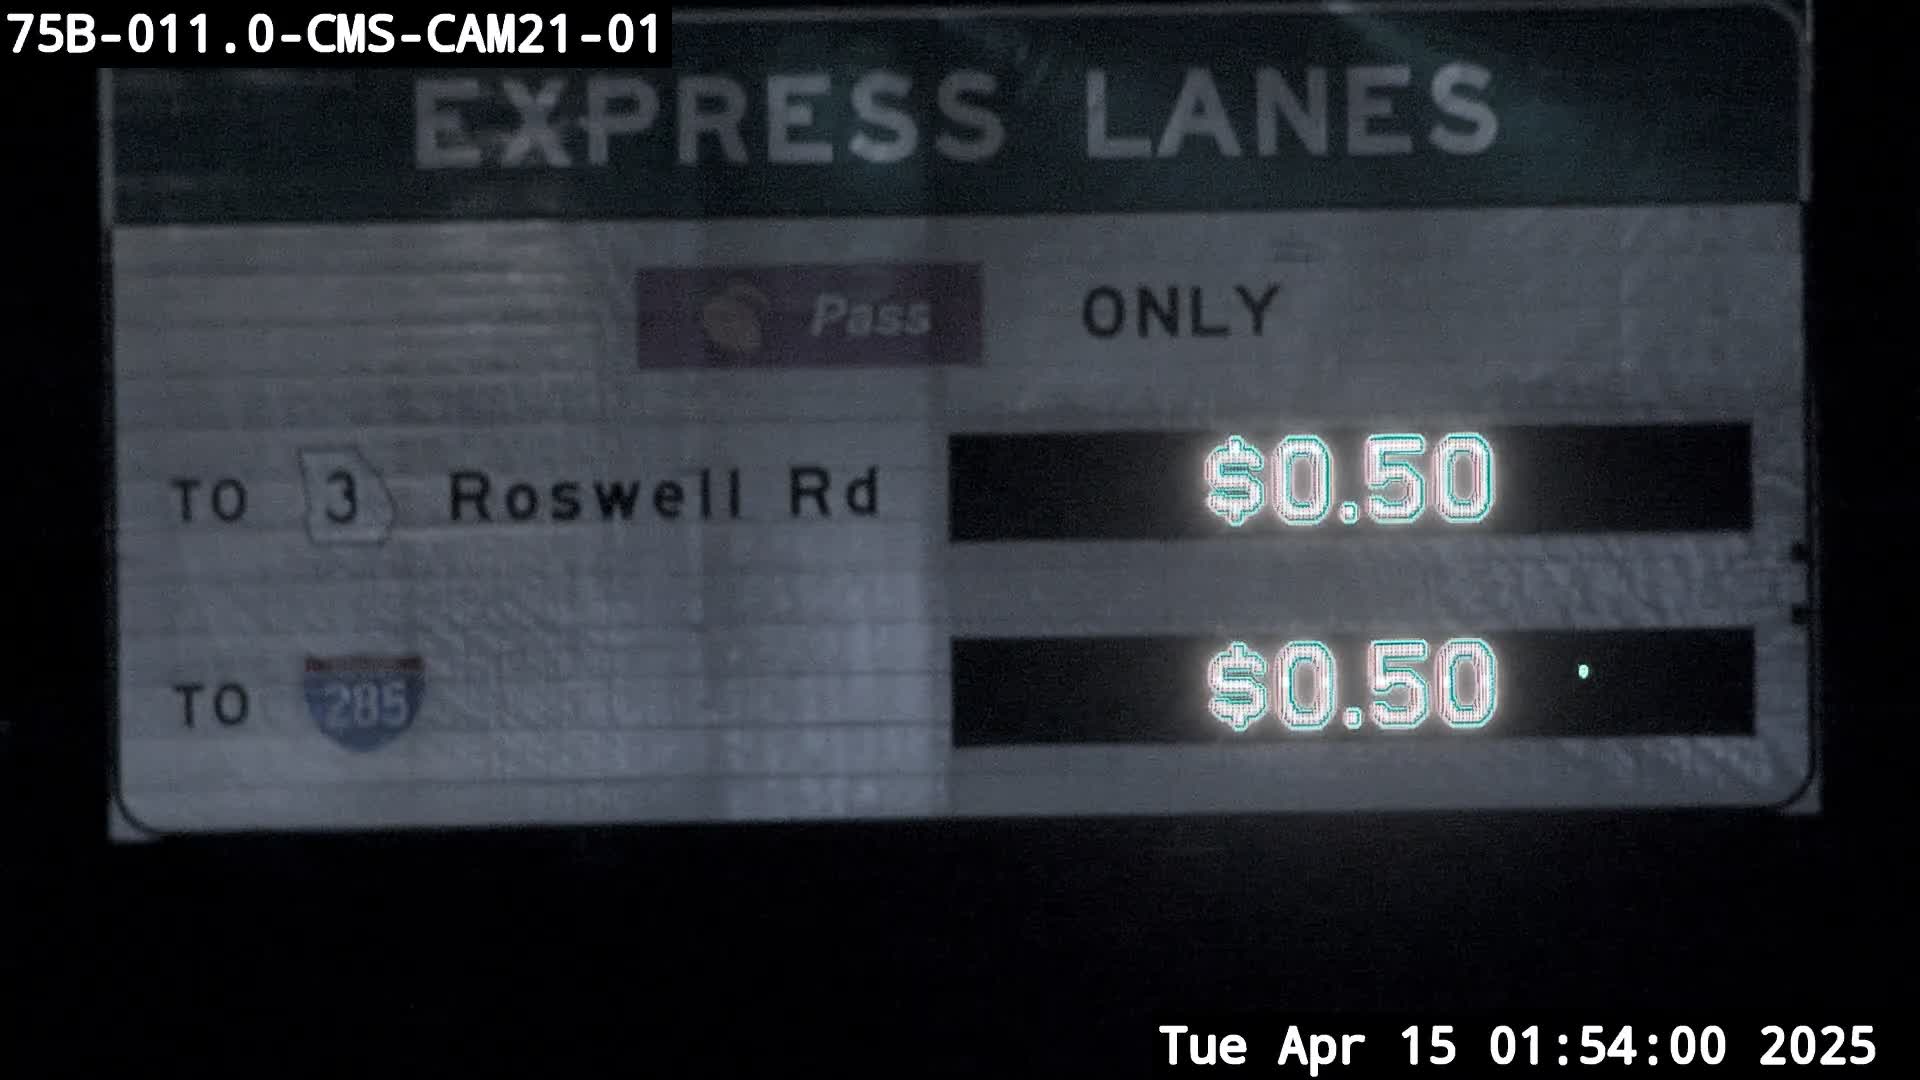 75B-011.0-CMS-CAM21-01
EXPRESS LANES
Pass ONLY
TO 3 Roswell Rd $0.50
TO 285 $0.50
Tue Apr 15 01:54:00 2025